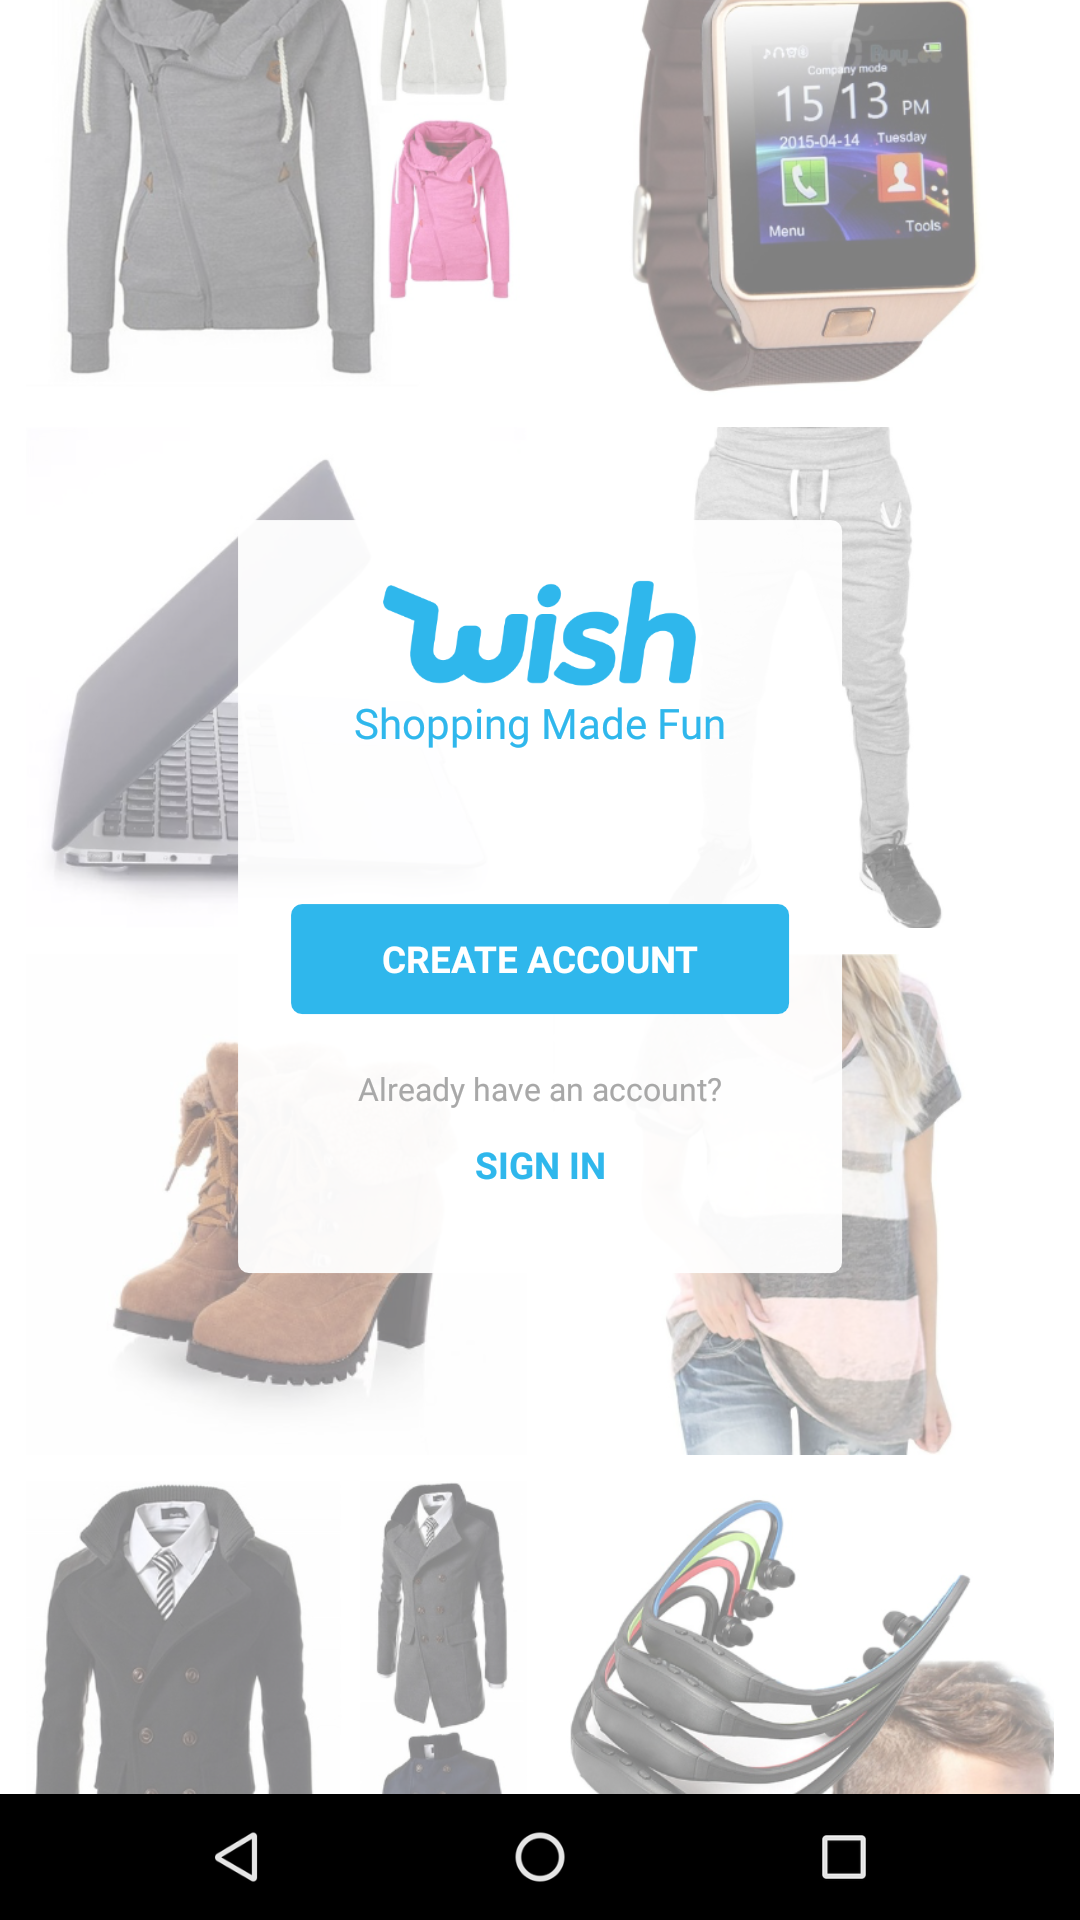 Company mode
15 13 PM
2015-04-14 Tuesday
Menu Tools
wish
Shopping Made Fun
CREATE ACCOUNT
Already have an account?
SIGN IN